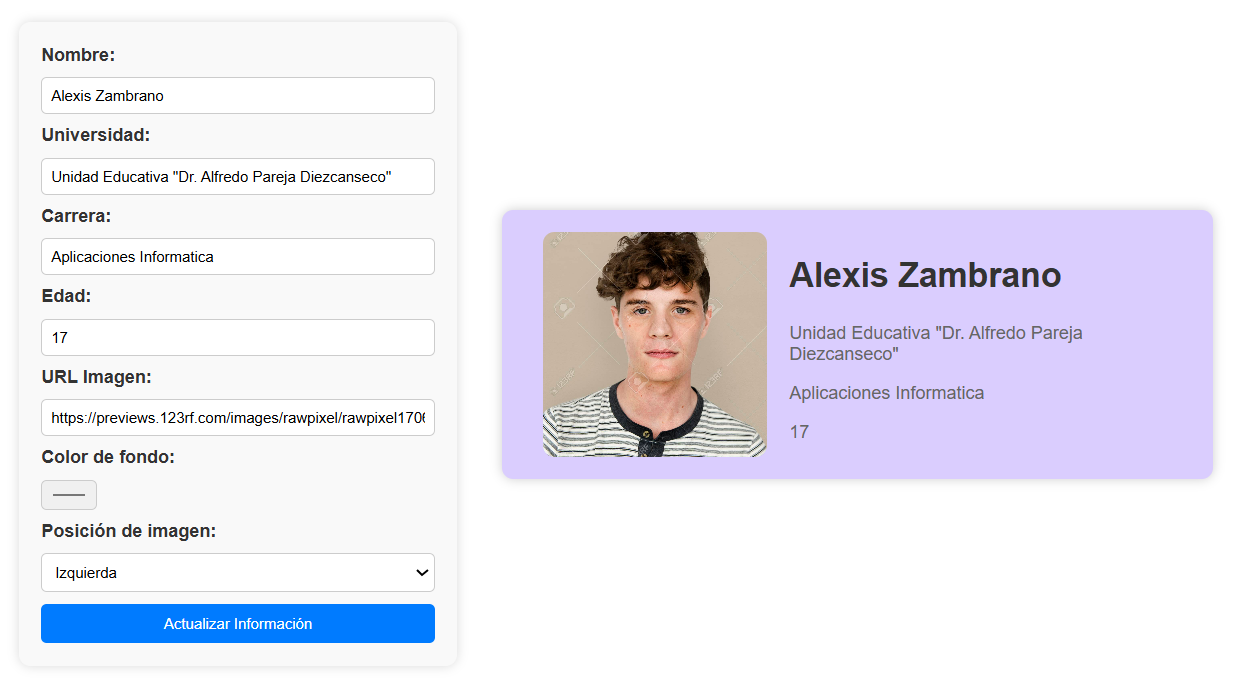 Nombre:
Alexis Zambrano
Universidad:
Unidad Educativa "Dr. Alfredo Pareja Diezcanseco"
Carrera:
Aplicaciones Informatica
Edad:
17
URL Imagen:
https://previews.123rf.com/images/rawpixel/rawpixel1706
Color de fondo:
Posición de imagen:
Izquierda
Actualizar Información
Alexis Zambrano
Unidad Educativa "Dr. Alfredo Pareja
Diezcanseco"
Aplicaciones Informatica
17